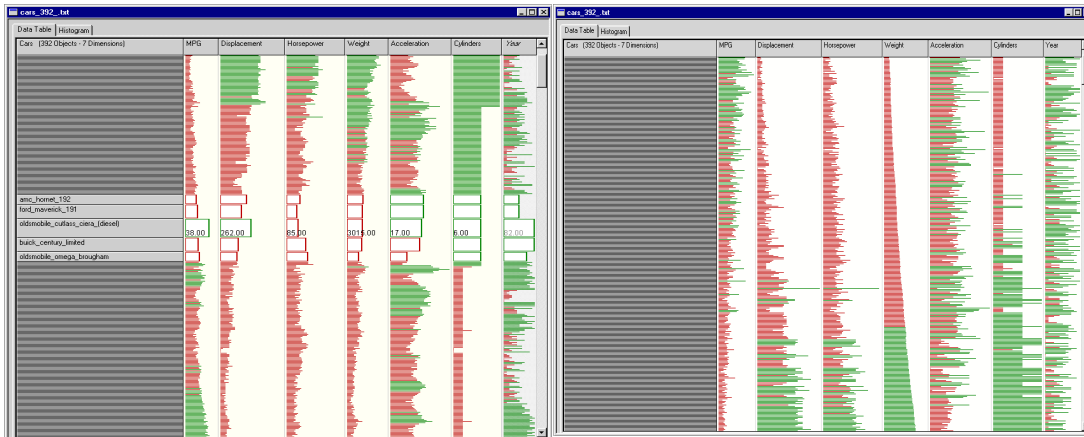 cars_392_.txt
Data Table Histogram
Cars (392 Objects - 7 Dimensions) MPG Displacement Horsepower Weight Acceleration Cylinders Year
amc_hornet_192
ford_maverick_191
oldsmobile_cutlass_ciera_(diesel)
38.00 262.00 85.00 3015.00 17.00 6.00 82.00
buick_century_limited
oldsmobile_omega_brougham
cars_392_.txt
Data Table Histogram
Cars (392 Objects - 7 Dimensions) MPG Displacement Horsepower Weight Acceleration Cylinders Year